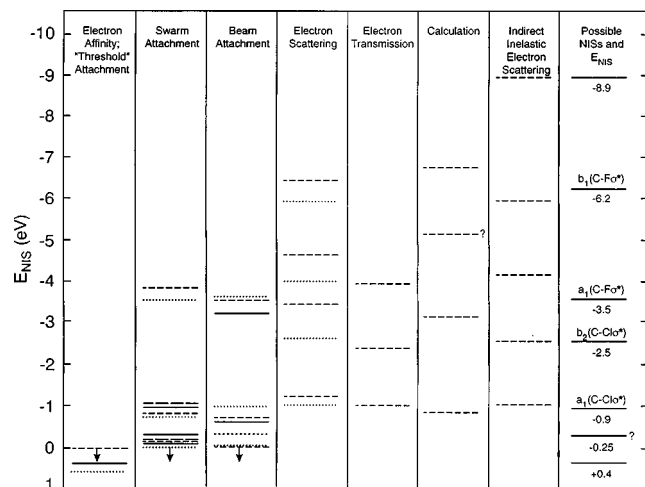 Electron
Affinity;
"Threshold"
Attachment
Swarm
Attachment
Beam
Attachment
Electron
Scattering
Electron
Transmission
Calculation
Indirect
Inelastic
Electron
Scattering
Possible
NISs and
E_NIS
E_NIS (eV)
-10
-9
-8
-7
-6
-5
-4
-3
-2
-1
0
1
?
-8.9
b₁(C-Fσ*)
-6.2
a₁(C-Fσ*)
-3.5
b₂(C-Clσ*)
-2.5
a₁(C-Clσ*)
-0.9
?
-0.25
+0.4